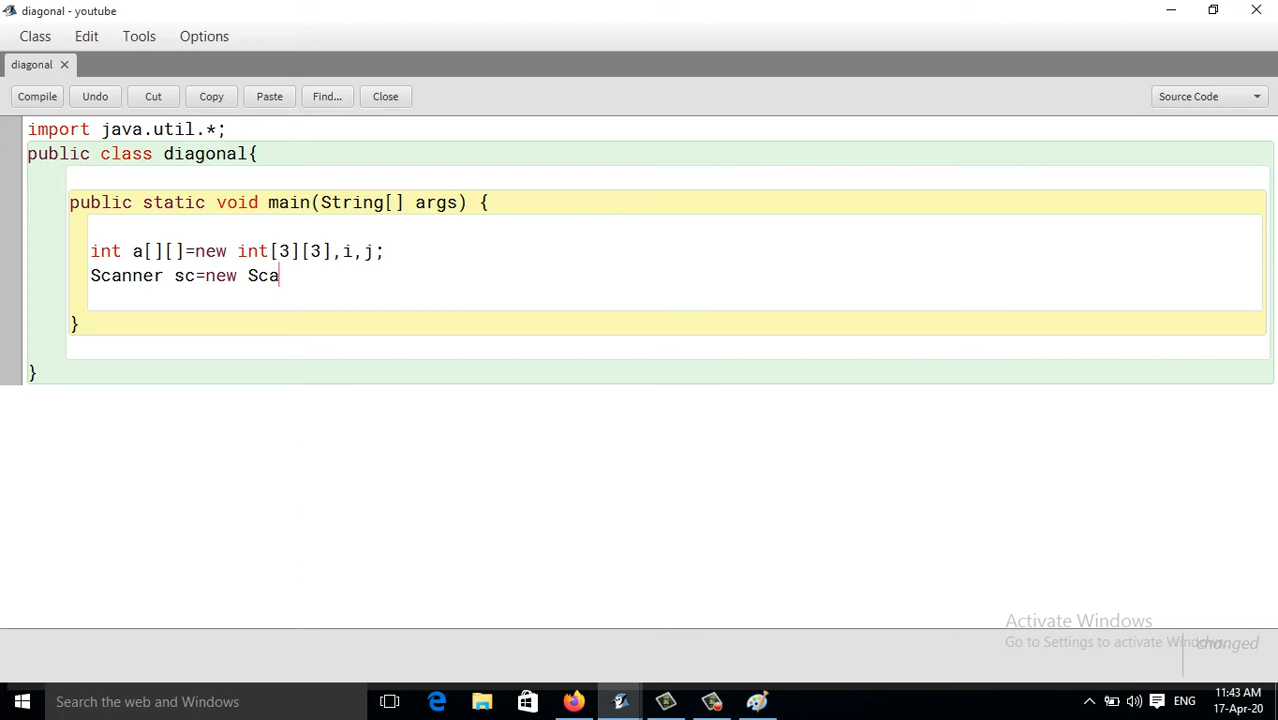 diagonal - youtube
Class Edit Tools Options
diagonal
Compile Undo Cut Copy Paste Find... Close Source Code
import java.util.*;
public class diagonal{
public static void main(String[] args) {
int a[][]=new int[3][3],i,j;
Scanner sc=new Sca
}
}
Activate Windows
Go to Settings to activate Windows.
changed
Search the web and Windows
ENG
11:43 AM
17-Apr-20